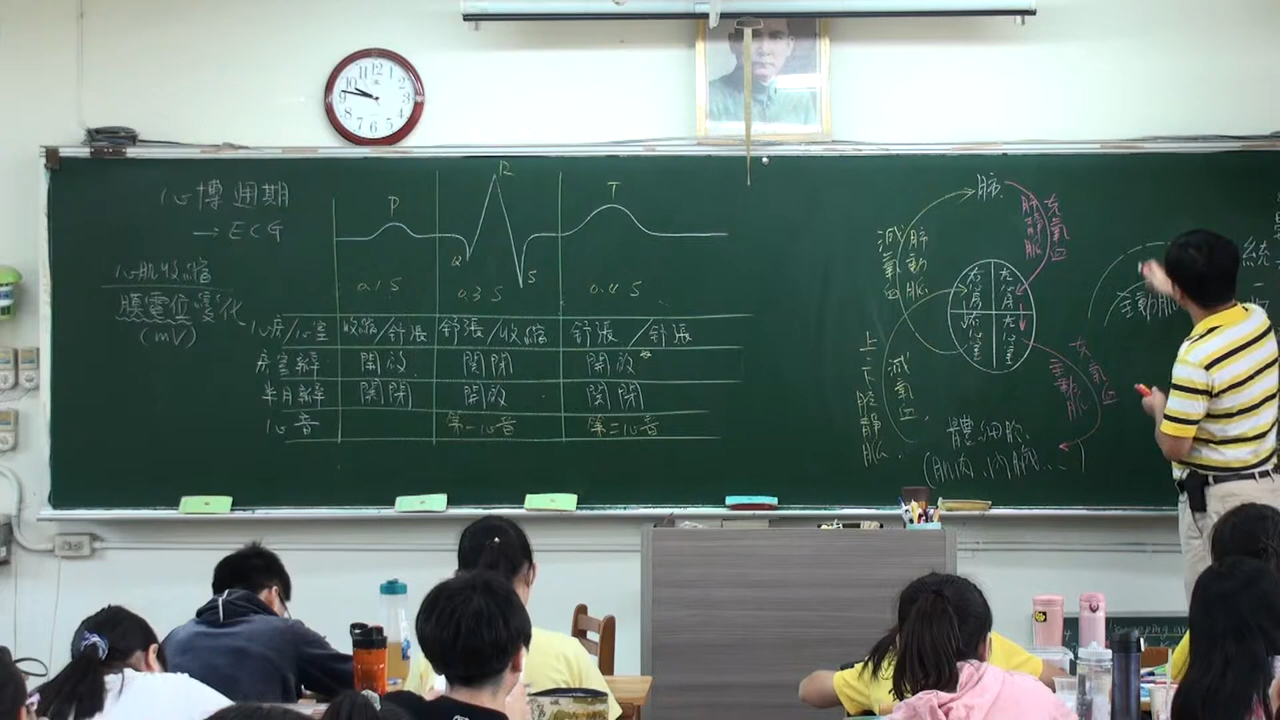 心搏週期
→ ECG
心肌收縮
膜電位變化
(mV)
P
Q
R
S
T
0.1 S
0.3 S
0.4 S
心房/心室 收縮/舒張 舒張/收縮 舒張/舒張
房室瓣 開放 関閉 開放
半月瓣 関閉 開放 関閉
心音 第一心音 第二心音
肺
肺靜脈
充氧血
減氧血
肺動脈
右心房
左心房
右心室
左心室
上下腔靜脈
減氧血
充氧血
主動脈
體細胞
(肌肉、內臟...)
主動脈
統